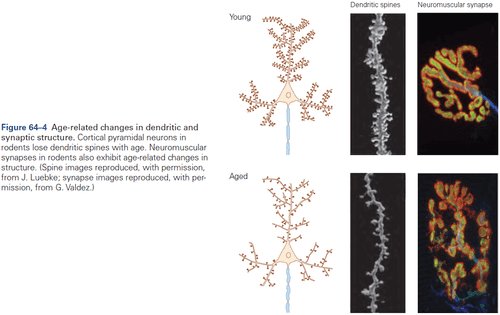 Dendritic spines
Neuromuscular synapse
Young
Figure 64–4 Age-related changes in dendritic and
synaptic structure. Cortical pyramidal neurons in
rodents lose dendritic spines with age. Neuromuscular
synapses in rodents also exhibit age-related changes in
structure. (Spine images reproduced, with permission,
from J. Luebke; synapse images reproduced, with per-
mission, from G. Valdez.)
Aged